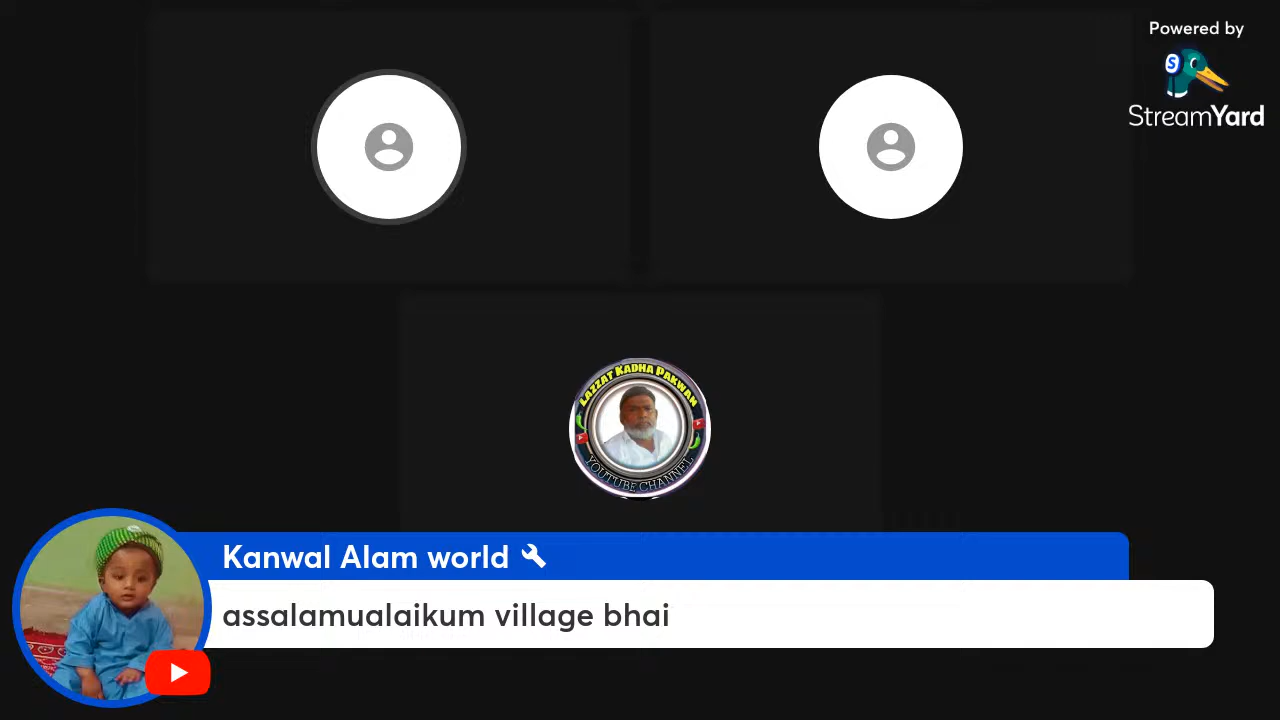 Powered by
StreamYard
LAZZAT KADHA PAKWAN
YOUTUBE CHANNEL
Kanwal Alam world
assalamualaikum village bhai